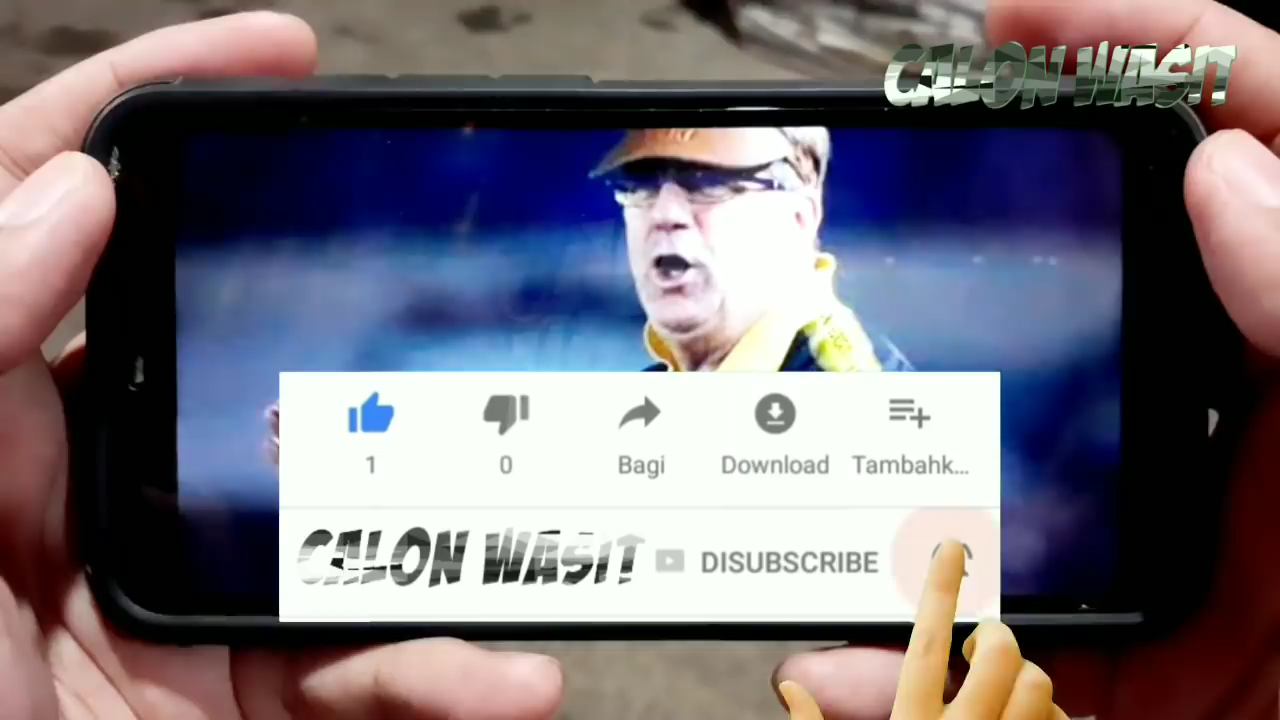 CALON WASIT
1
0
Bagi
Download
Tambahk...
CALON WASIT
DISUBSCRIBE